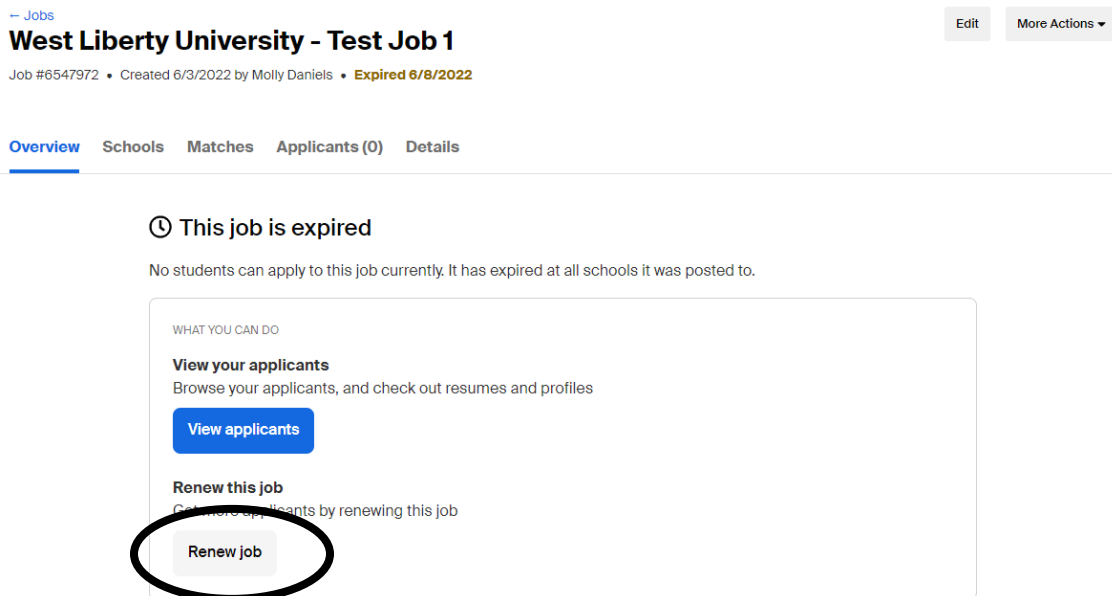 ← Jobs
West Liberty University - Test Job 1
Edit
More Actions
Job #6547972 • Created 6/3/2022 by Molly Daniels • Expired 6/8/2022
Overview Schools Matches Applicants (0) Details
This job is expired
No students can apply to this job currently. It has expired at all schools it was posted to.
WHAT YOU CAN DO
View your applicants
Browse your applicants, and check out resumes and profiles
View applicants
Renew this job
Get more applicants by renewing this job
Renew job